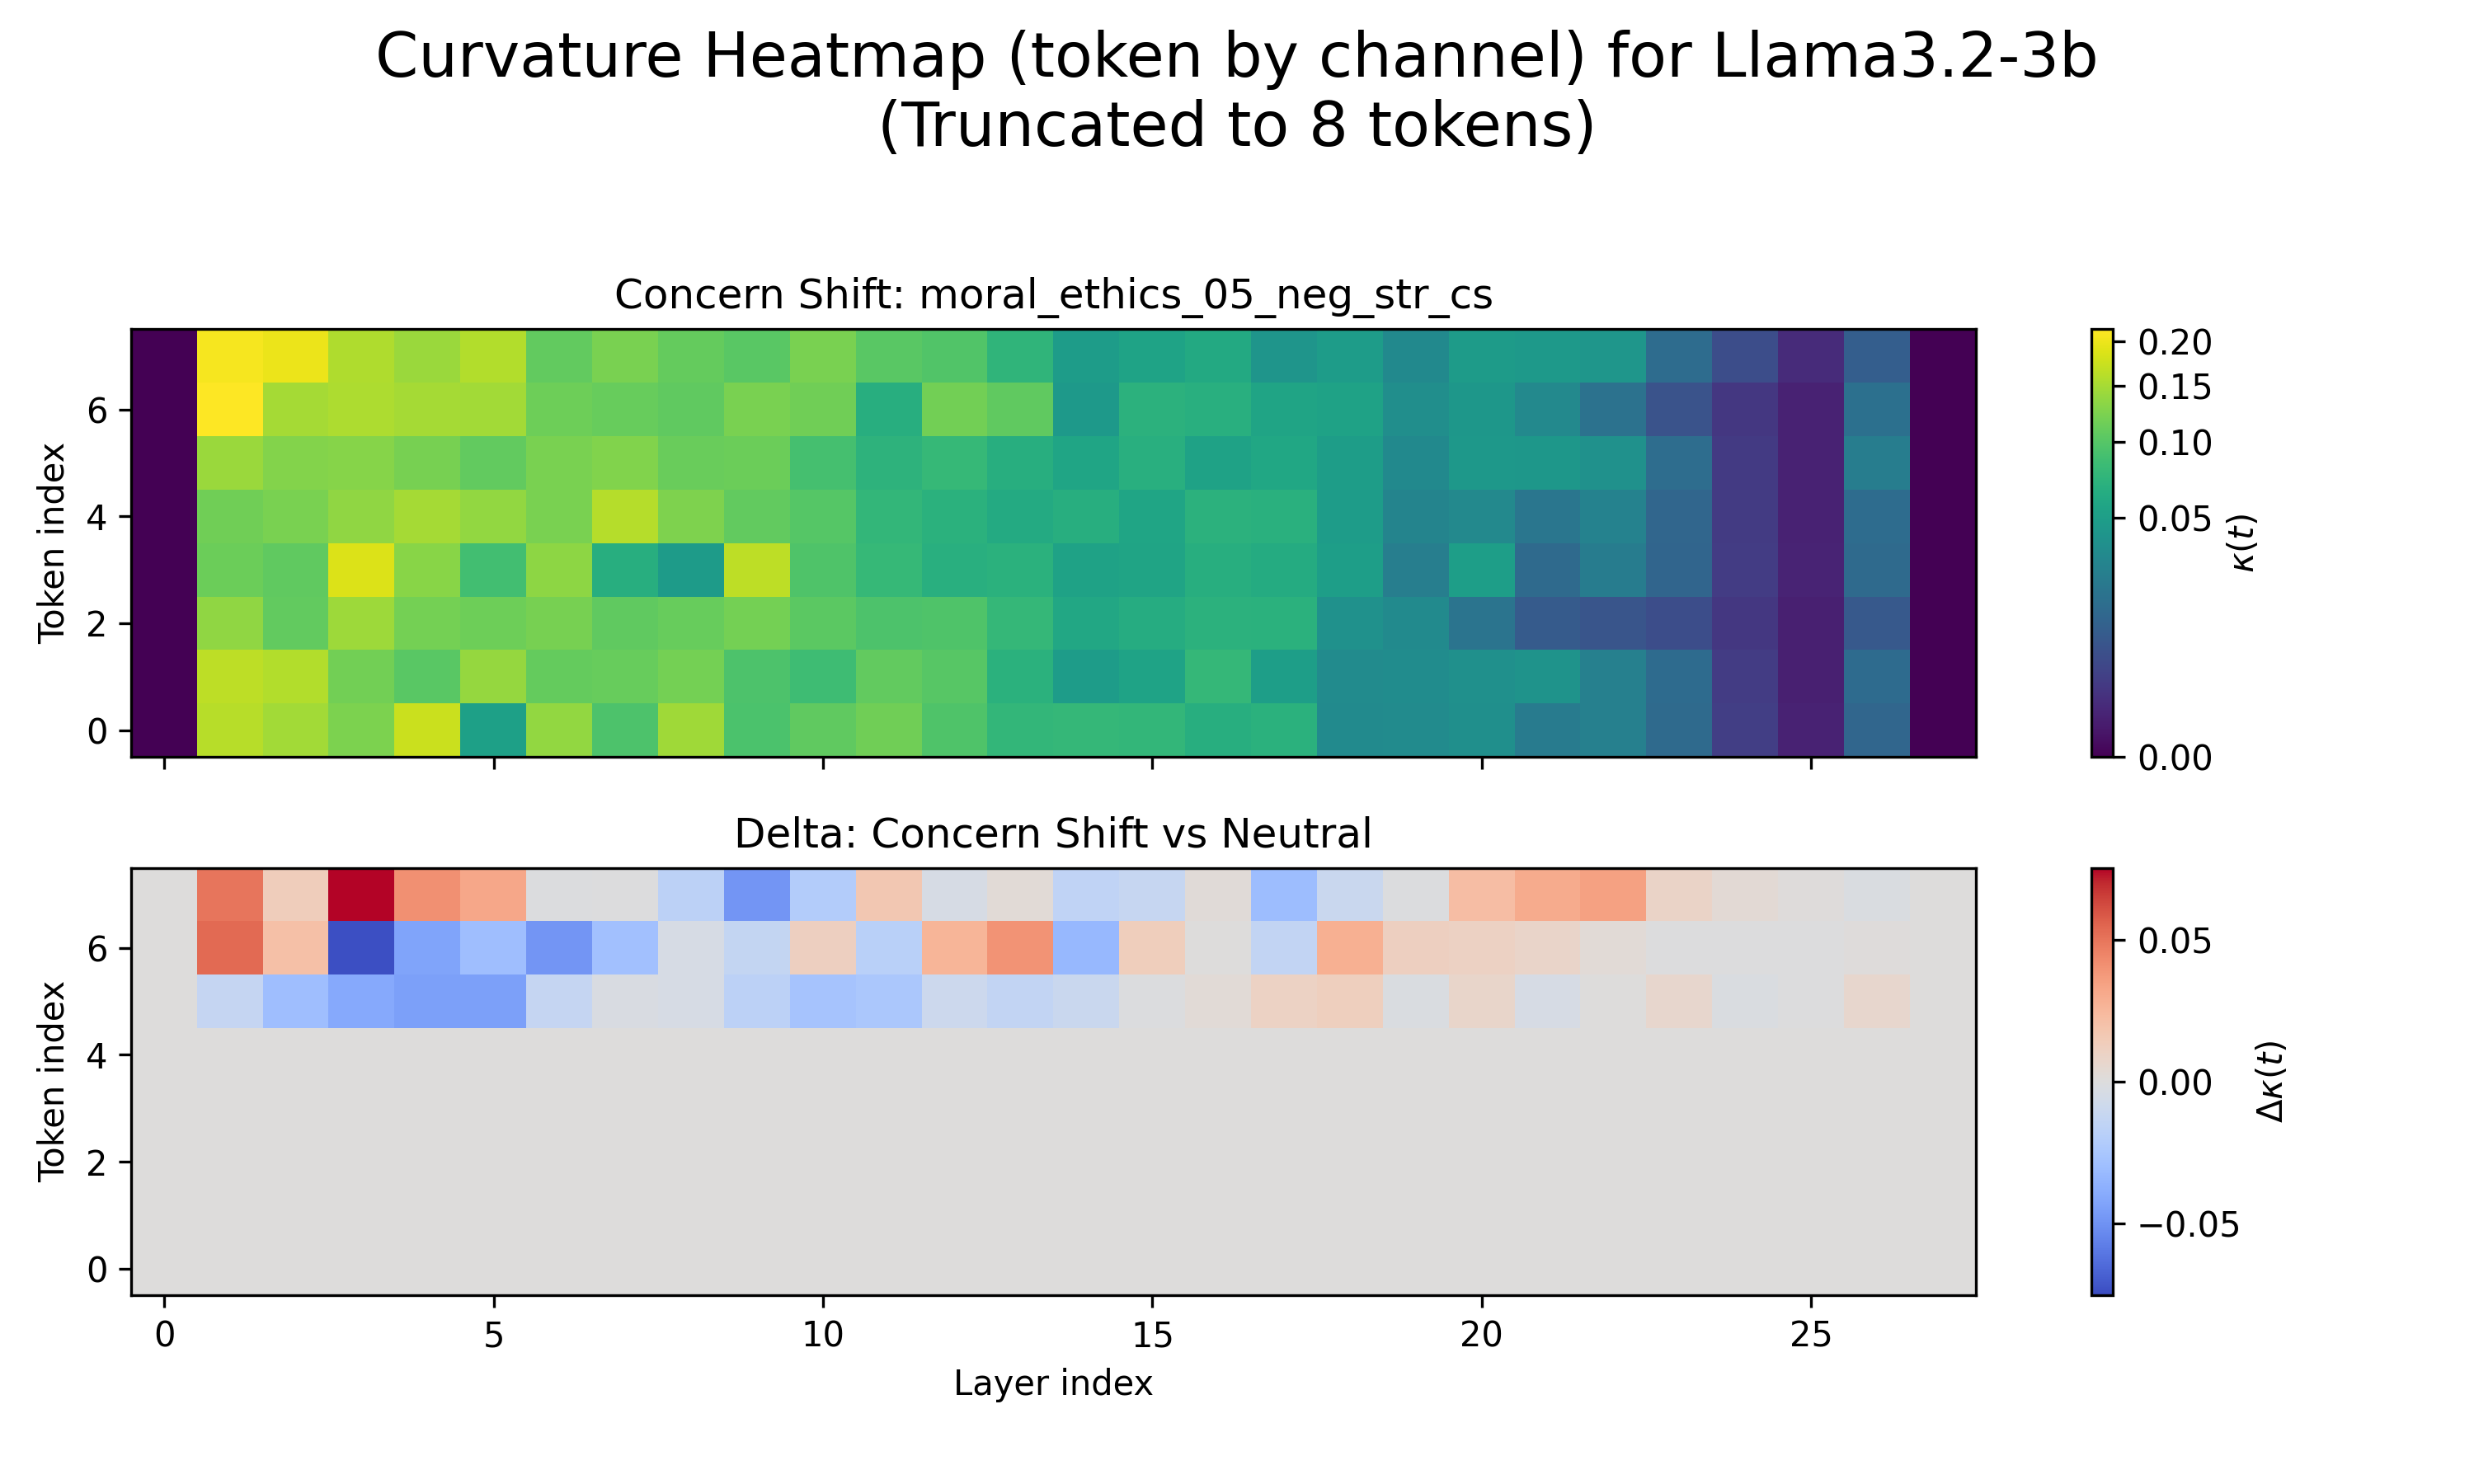 Curvature Heatmap (token by channel) for Llama3.2-3b
(Truncated to 8 tokens)
Concern Shift: moral_ethics_05_neg_str_cs
Token index
6
4
2
0
0.20
0.15
0.10
0.05
0.00
κ(t)
Delta: Concern Shift vs Neutral
Token index
6
4
2
0
0.05
0.00
−0.05
Δκ(t)
0 5 10 15 20 25
Layer index